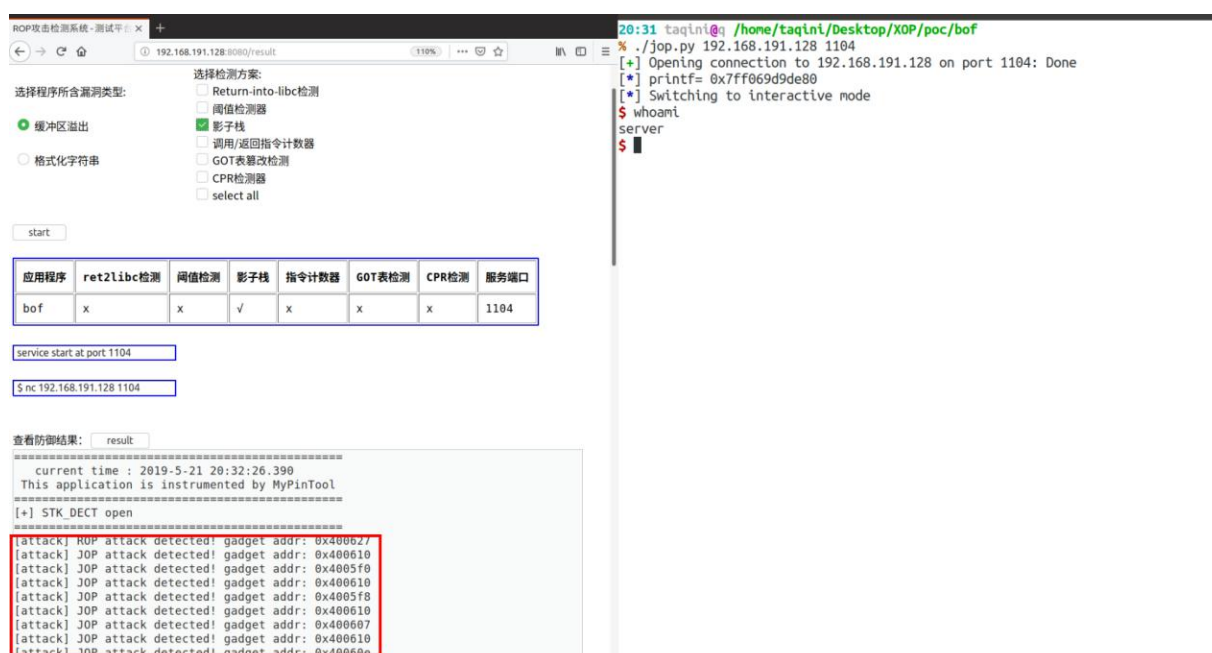 ROP攻击检测系统-测试平台
192.168.191.128:8080/result
110%
选择程序所含漏洞类型:
缓冲区溢出
格式化字符串
选择检测方案:
Return-into-libc检测
阈值检测器
影子栈
调用/返回指令计数器
GOT表篡改检测
CPR检测器
select all
start
应用程序 ret2libc检测 阈值检测 影子栈 指令计数器 GOT表检测 CPR检测 服务端口
bof x x √ x x x 1104
service start at port 1104
$ nc 192.168.191.128 1104
查看防御结果: result
===============================================
current time : 2019-5-21 20:32:26.390
This application is instrumented by MyPinTool
===============================================
[+] STK_DECT open
===============================================
[attack] ROP attack detected! gadget addr: 0x400627
[attack] JOP attack detected! gadget addr: 0x400610
[attack] JOP attack detected! gadget addr: 0x4005f0
[attack] JOP attack detected! gadget addr: 0x400610
[attack] JOP attack detected! gadget addr: 0x4005f8
[attack] JOP attack detected! gadget addr: 0x400610
[attack] JOP attack detected! gadget addr: 0x400607
[attack] JOP attack detected! gadget addr: 0x400610
[attack] JOP attack detected! gadget addr: 0x40060e
20:31 taqini@q /home/taqini/Desktop/XOP/poc/bof
% ./jop.py 192.168.191.128 1104
[+] Opening connection to 192.168.191.128 on port 1104: Done
[*] printf= 0x7ff069d9de80
[*] Switching to interactive mode
$ whoami
server
$